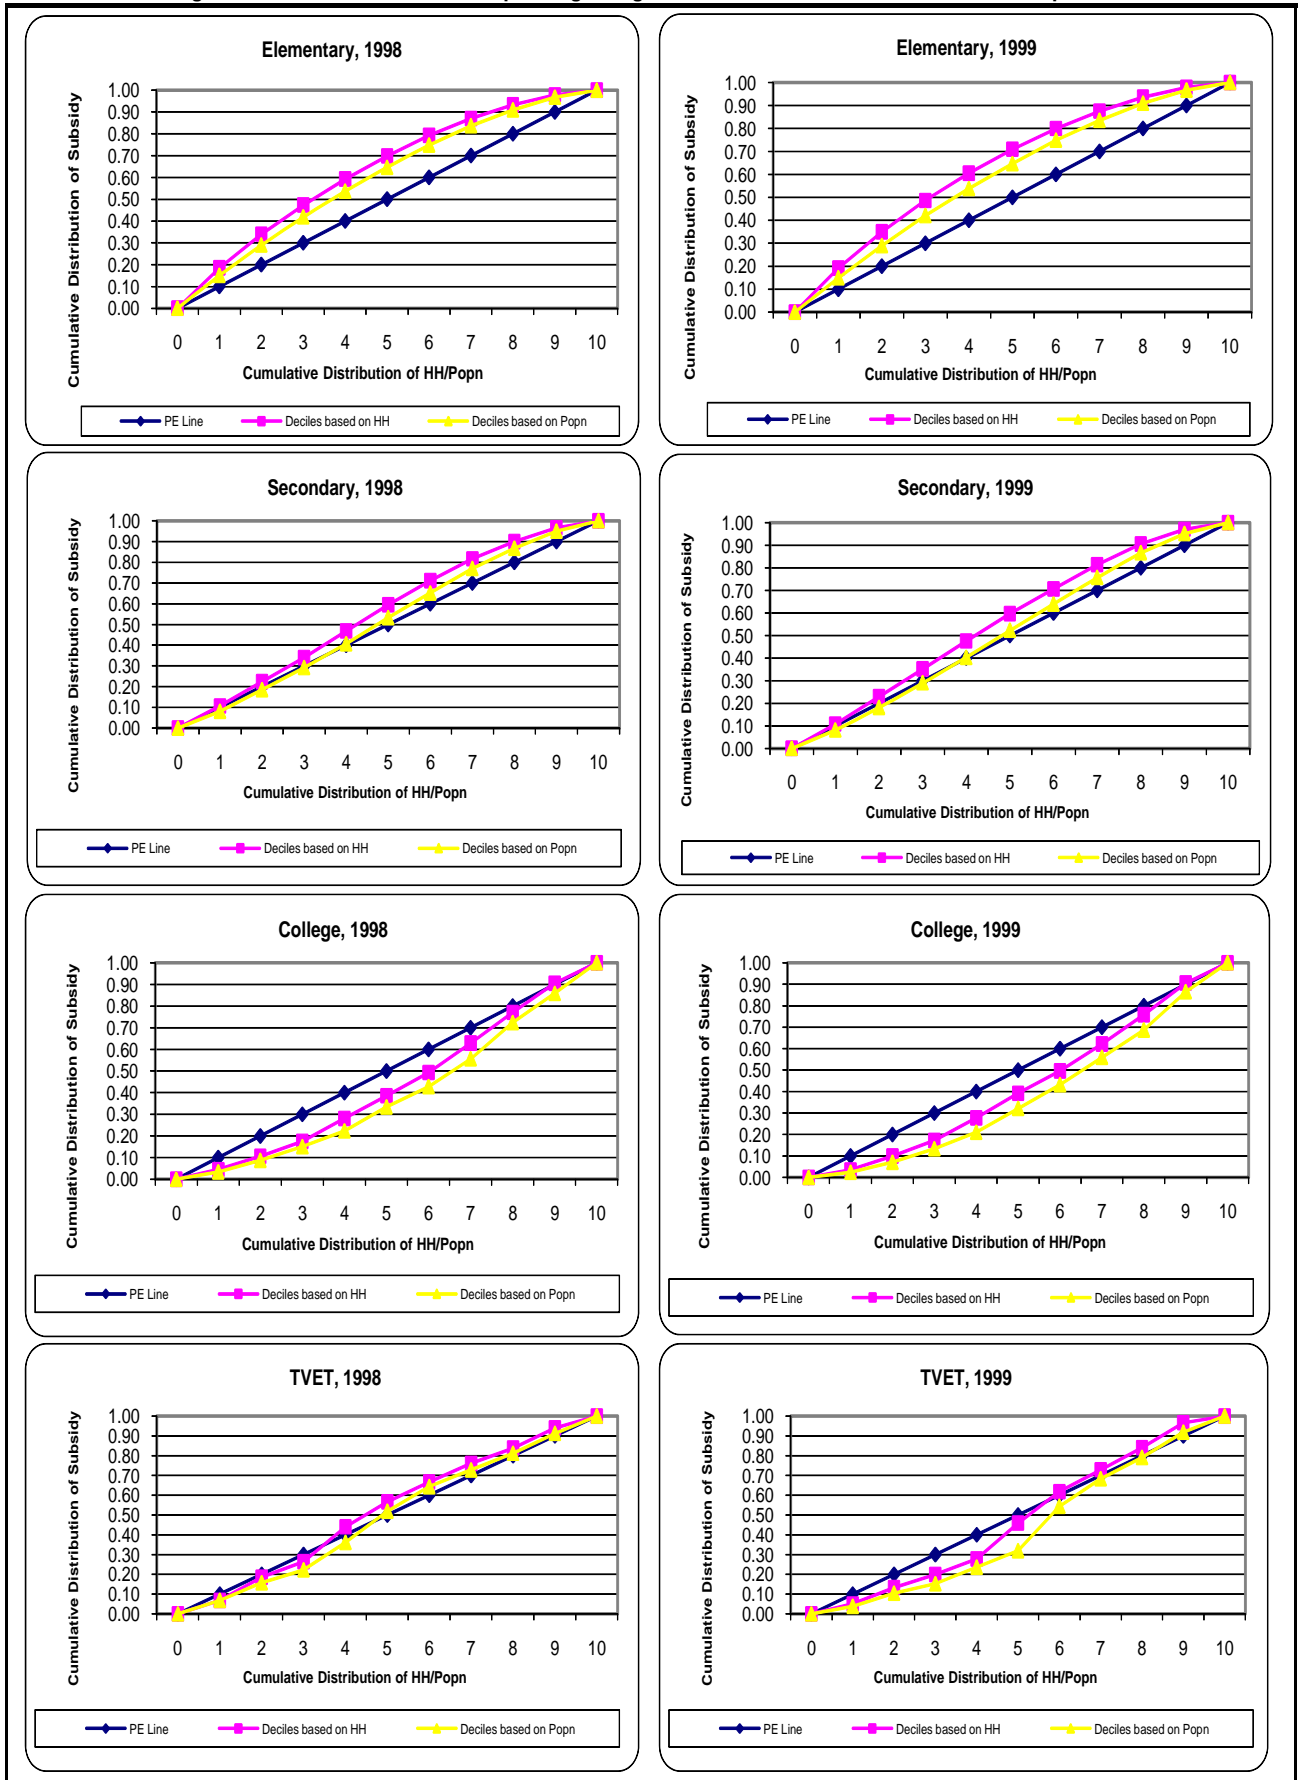 Elementary, 1998
Cumulative Distribution of Subsidy
1.00
0.90
0.80
0.70
0.60
0.50
0.40
0.30
0.20
0.10
0.00
0 1 2 3 4 5 6 7 8 9 10
Cumulative Distribution of HH/Popn
PE Line Deciles based on HH Deciles based on Popn
Elementary, 1999
Cumulative Distribution of Subsidy
1.00
0.90
0.80
0.70
0.60
0.50
0.40
0.30
0.20
0.10
0.00
0 1 2 3 4 5 6 7 8 9 10
Cumulative Distribution of HH/Popn
PE Line Deciles based on HH Deciles based on Popn
Secondary, 1998
Cumulative Distribution of Subsidy
1.00
0.90
0.80
0.70
0.60
0.50
0.40
0.30
0.20
0.10
0.00
0 1 2 3 4 5 6 7 8 9 10
Cumulative Distribution of HH/Popn
PE Line Deciles based on HH Deciles based on Popn
Secondary, 1999
Cumulative Distribution of Subsidy
1.00
0.90
0.80
0.70
0.60
0.50
0.40
0.30
0.20
0.10
0.00
0 1 2 3 4 5 6 7 8 9 10
Cumulative Distribution of HH/Popn
PE Line Deciles based on HH Deciles based on Popn
College, 1998
Cumulative Distribution of Subsidy
1.00
0.90
0.80
0.70
0.60
0.50
0.40
0.30
0.20
0.10
0.00
0 1 2 3 4 5 6 7 8 9 10
Cumulative Distribution of HH/Popn
PE Line Deciles based on HH Deciles based on Popn
College, 1999
Cumulative Distribution of Subsidy
1.00
0.90
0.80
0.70
0.60
0.50
0.40
0.30
0.20
0.10
0.00
0 1 2 3 4 5 6 7 8 9 10
Cumulative Distribution of HH/Popn
PE Line Deciles based on HH Deciles based on Popn
TVET, 1998
Cumulative Distribution of Subsidy
1.00
0.90
0.80
0.70
0.60
0.50
0.40
0.30
0.20
0.10
0.00
0 1 2 3 4 5 6 7 8 9 10
Cumulative Distribution of HH/Popn
PE Line Deciles based on HH Deciles based on Popn
TVET, 1999
Cumulative Distribution of Subsidy
1.00
0.90
0.80
0.70
0.60
0.50
0.40
0.30
0.20
0.10
0.00
0 1 2 3 4 5 6 7 8 9 10
Cumulative Distribution of HH/Popn
PE Line Deciles based on HH Deciles based on Popn